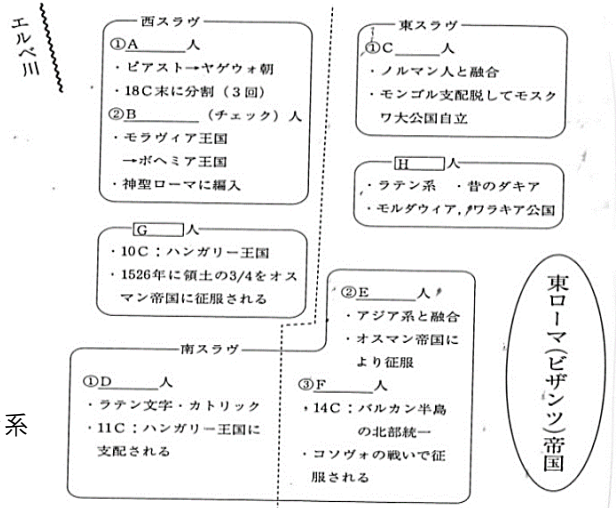 エルベ川
西スラヴ
①A______人
・ピアスト→ヤゲウォ朝
・18C末に分割（3回）
②B________（チェック）人
・モラヴィア王国
→ボヘミア王国
・神聖ローマに編入
東スラヴ
①C______人
・ノルマン人と融合
・モンゴル支配脱してモスク
ワ大公国自立
H人
・ラテン系 ・昔のダキア
・モルダウィア，ワラキア公国
G人
・10C：ハンガリー王国
・1526年に領土の3/4をオス
マン帝国に征服される
東ローマ（ビザンツ）帝国
南スラヴ
①D______人
・ラテン文字・カトリック
・11C：ハンガリー王国に
支配される
②E______人
・アジア系と融合
・オスマン帝国に
より征服
③F______人
・14C：バルカン半島
の北部統一
・コソヴォの戦いで征
服される
系